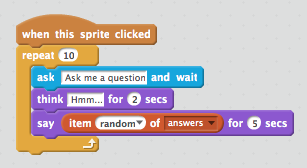 when this sprite clicked
repeat 10
ask Ask me a question and wait
think Hmm... for 2 secs
say item random of answers for 5 secs